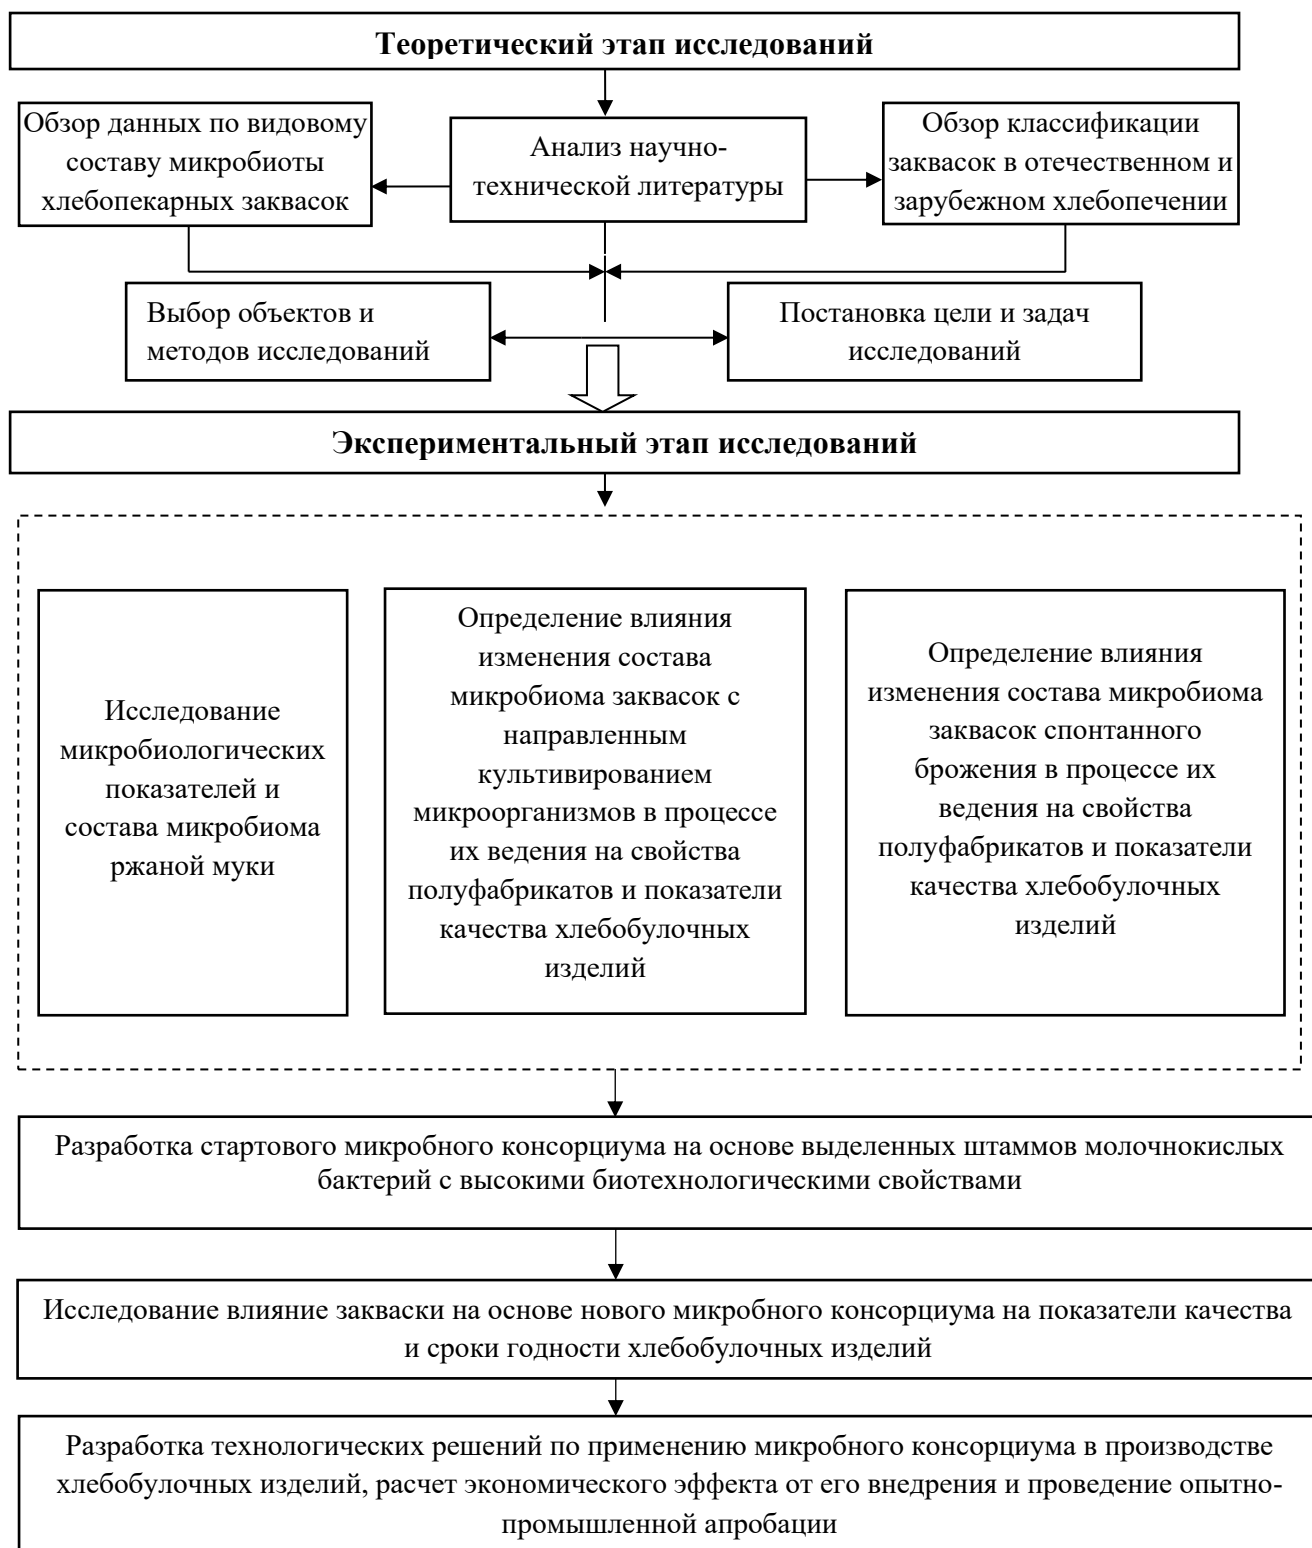 Теоретический этап исследований
Обзор данных по видовому
составу микробиоты
хлебопекарных заквасок
Анализ научно-
технической литературы
Обзор классификации
заквасок в отечественном и
зарубежном хлебопечении
Выбор объектов и
методов исследований
Постановка цели и задач
исследований
Экспериментальный этап исследований
Исследование
микробиологических
показателей и
состава микробиома
ржаной муки
Определение влияния
изменения состава
микробиома заквасок с
направленным
культивированием
микроорганизмов в процессе
их ведения на свойства
полуфабрикатов и показатели
качества хлебобулочных
изделий
Определение влияния
изменения состава микробиома
заквасок спонтанного
брожения в процессе их
ведения на свойства
полуфабрикатов и показатели
качества хлебобулочных
изделий
Разработка стартового микробного консорциума на основе выделенных штаммов молочнокислых
бактерий с высокими биотехнологическими свойствами
Исследование влияние закваски на основе нового микробного консорциума на показатели качества
и сроки годности хлебобулочных изделий
Разработка технологических решений по применению микробного консорциума в производстве
хлебобулочных изделий, расчет экономического эффекта от его внедрения и проведение опытно-
промышленной апробации